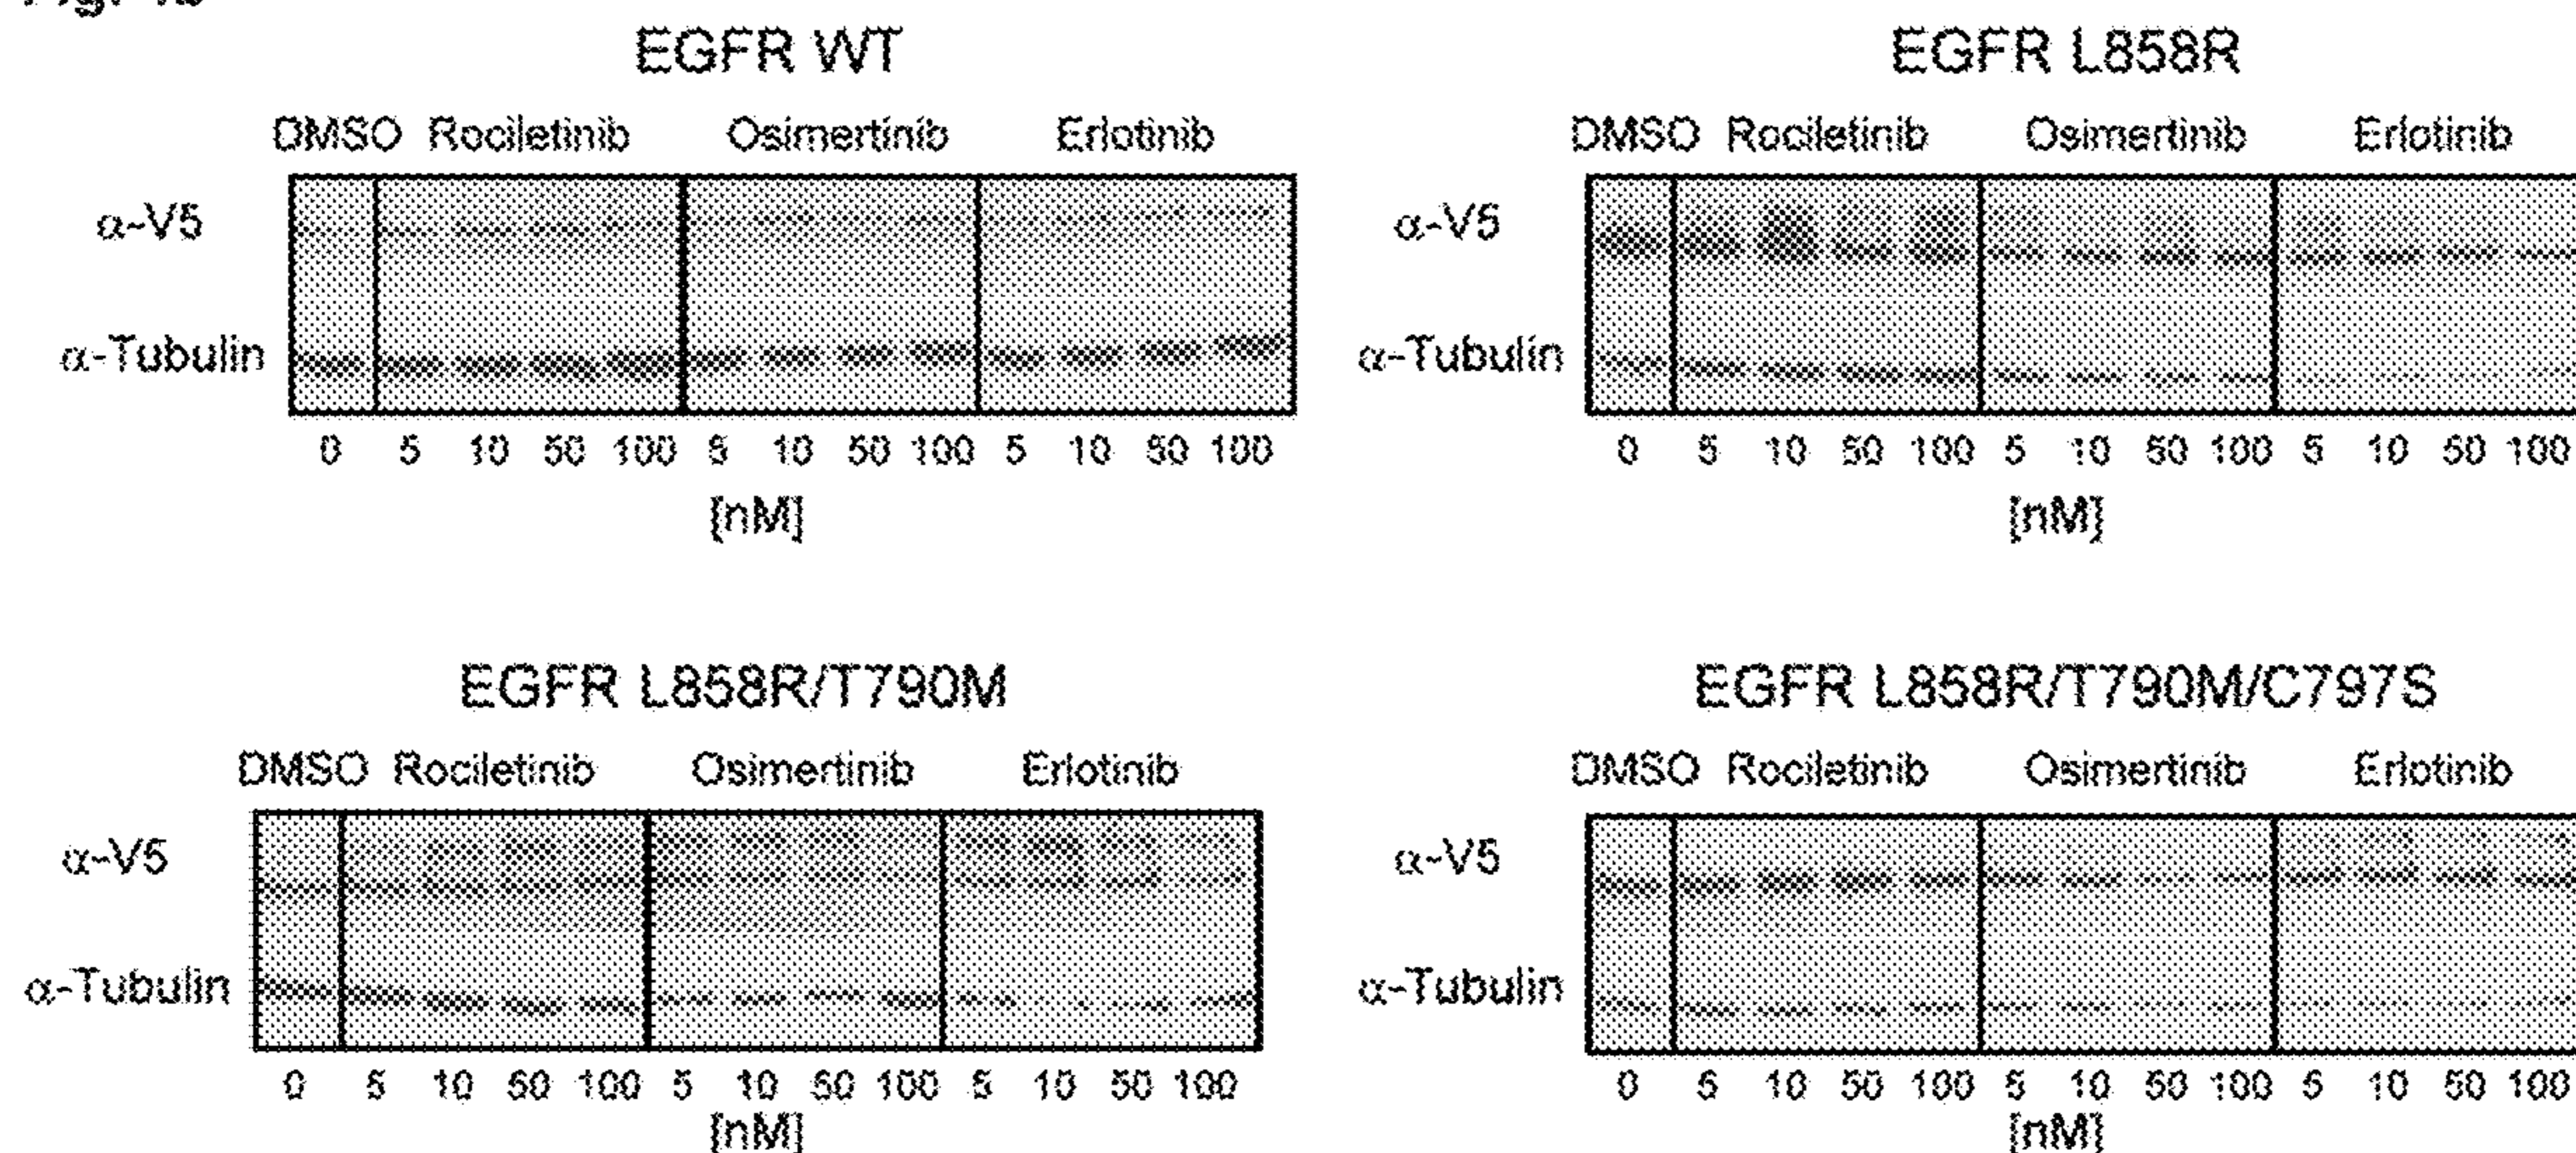 EGFR WT
DMSO Rociletinib Osimertinib Erlotinib
α-V5
α-Tubulin
0 5 10 50 100 5 10 50 100 5 10 50 100
[nM]
EGFR L858R
DMSO Rociletinib Osimertinib Erlotinib
α-V5
α-Tubulin
0 5 10 50 100 5 10 50 100 5 10 50 100
[nM]
EGFR L858R/T790M
DMSO Rociletinib Osimertinib Erlotinib
α-V5
α-Tubulin
0 5 10 50 100 5 10 50 100 5 10 50 100
[nM]
EGFR L858R/T790M/C797S
DMSO Rociletinib Osimertinib Erlotinib
α-V5
α-Tubulin
0 5 10 50 100 5 10 50 100 5 10 50 100
[nM]